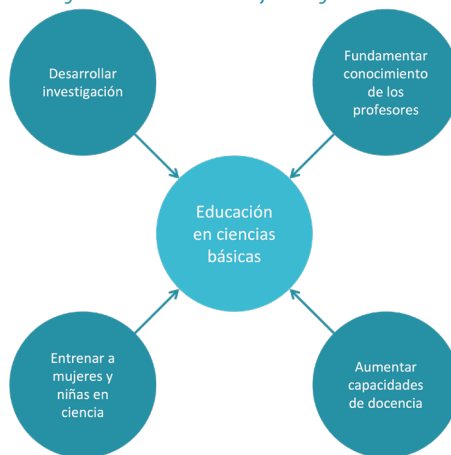 Desarrollar
investigación
Fundamentar
conocimiento
de los
profesores
Educación
en ciencias
básicas
Entrenar a
mujeres y
niñas en
ciencia
Aumentar
capacidades
de docencia